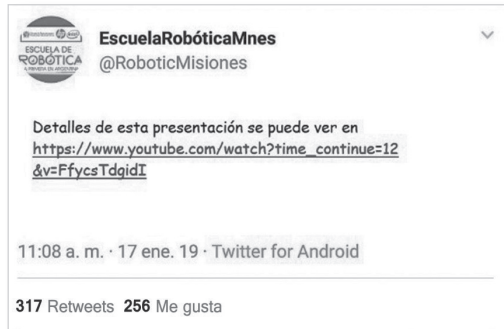 ESCUELA DE
ROBÓTICA
EscuelaRobóticaMnes
@RoboticMisiones
Detalles de esta presentación se puede ver en
https://www.youtube.com/watch?time_continue=12
&v=FfycsTdgidI
11:08 a. m. · 17 ene. 19 · Twitter for Android
317 Retweets 256 Me gusta